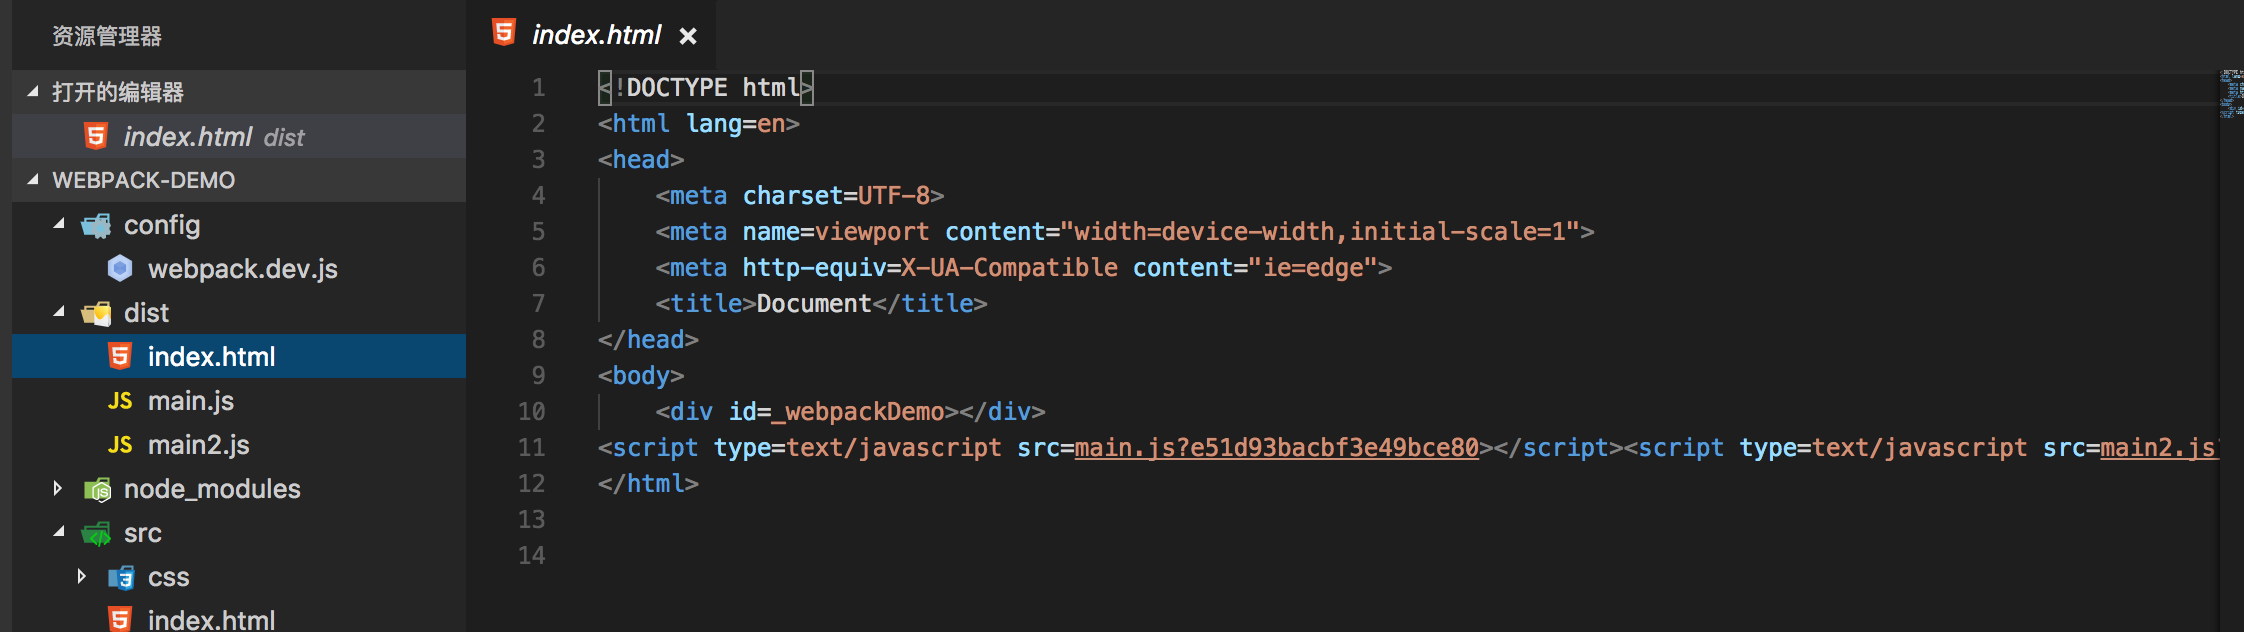 资源管理器
打开的编辑器
index.html dist
WEBPACK-DEMO
config
webpack.dev.js
dist
index.html
JS main.js
JS main2.js
node_modules
src
css
index.html
index.html ×
1 <!DOCTYPE html>
2 <html lang=en>
3 <head>
4 <meta charset=UTF-8>
5 <meta name=viewport content="width=device-width,initial-scale=1">
6 <meta http-equiv=X-UA-Compatible content="ie=edge">
7 <title>Document</title>
8 </head>
9 <body>
10 <div id=_webpackDemo></div>
11 <script type=text/javascript src=main.js?e51d93bacbf3e49bce80></script><script type=text/javascript src=main2.js
12 </html>
13
14